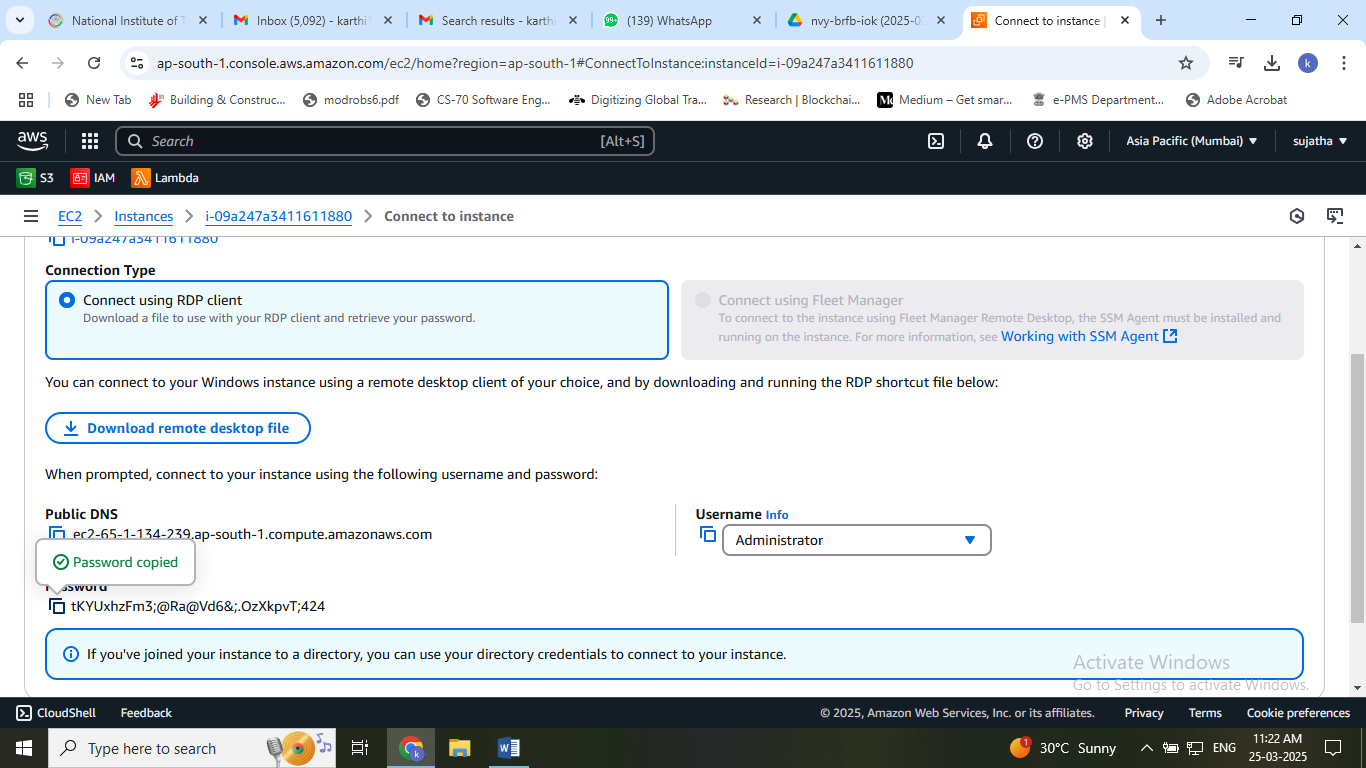 National Institute of T
Inbox (5,092) - karthi
Search results - karthi
(139) WhatsApp
nvy-brfb-iok (2025-0
Connect to instance |
ap-south-1.console.aws.amazon.com/ec2/home?region=ap-south-1#ConnectToInstance:instanceId=i-09a247a3411611880
k
New Tab
Building & Construc...
modrobs6.pdf
CS-70 Software Eng...
Digitizing Global Tra...
Research | Blockchai...
Medium – Get smar...
e-PMS Department...
Adobe Acrobat
aws
Search
[Alt+S]
Asia Pacific (Mumbai)
sujatha
S3
IAM
Lambda
EC2
Instances
i-09a247a3411611880
Connect to instance
i-09a247a3411611880
Connection Type
Connect using RDP client
Download a file to use with your RDP client and retrieve your password.
Connect using Fleet Manager
To connect to the instance using Fleet Manager Remote Desktop, the SSM Agent must be installed and
running on the instance. For more information, see Working with SSM Agent
You can connect to your Windows instance using a remote desktop client of your choice, and by downloading and running the RDP shortcut file below:
Download remote desktop file
When prompted, connect to your instance using the following username and password:
Public DNS
ec2-65-1-134-239.ap-south-1.compute.amazonaws.com
Username Info
Administrator
Password copied
Password
tKYUxhzFm3;@Ra@Vd6&;.OzXkpvT;424
If you've joined your instance to a directory, you can use your directory credentials to connect to your instance.
Activate Windows
Go to Settings to activate Windows.
CloudShell
Feedback
© 2025, Amazon Web Services, Inc. or its affiliates.
Privacy
Terms
Cookie preferences
Type here to search
1
30°C Sunny
ENG
11:22 AM
25-03-2025